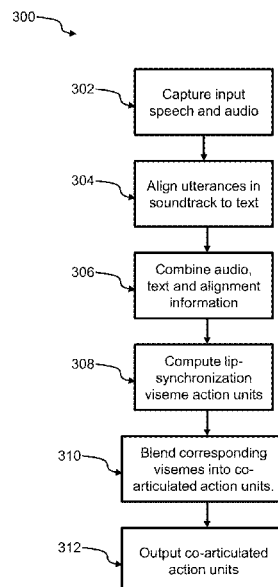 300
302
Capture input
speech and audio
304
Align utterances in
soundtrack to text
306
Combine audio,
text and alignment
information
308
Compute lip-
synchronization
viseme action units
310
Blend corresponding
visemes into co-
articulated action units.
312
Output co-articulated
action units